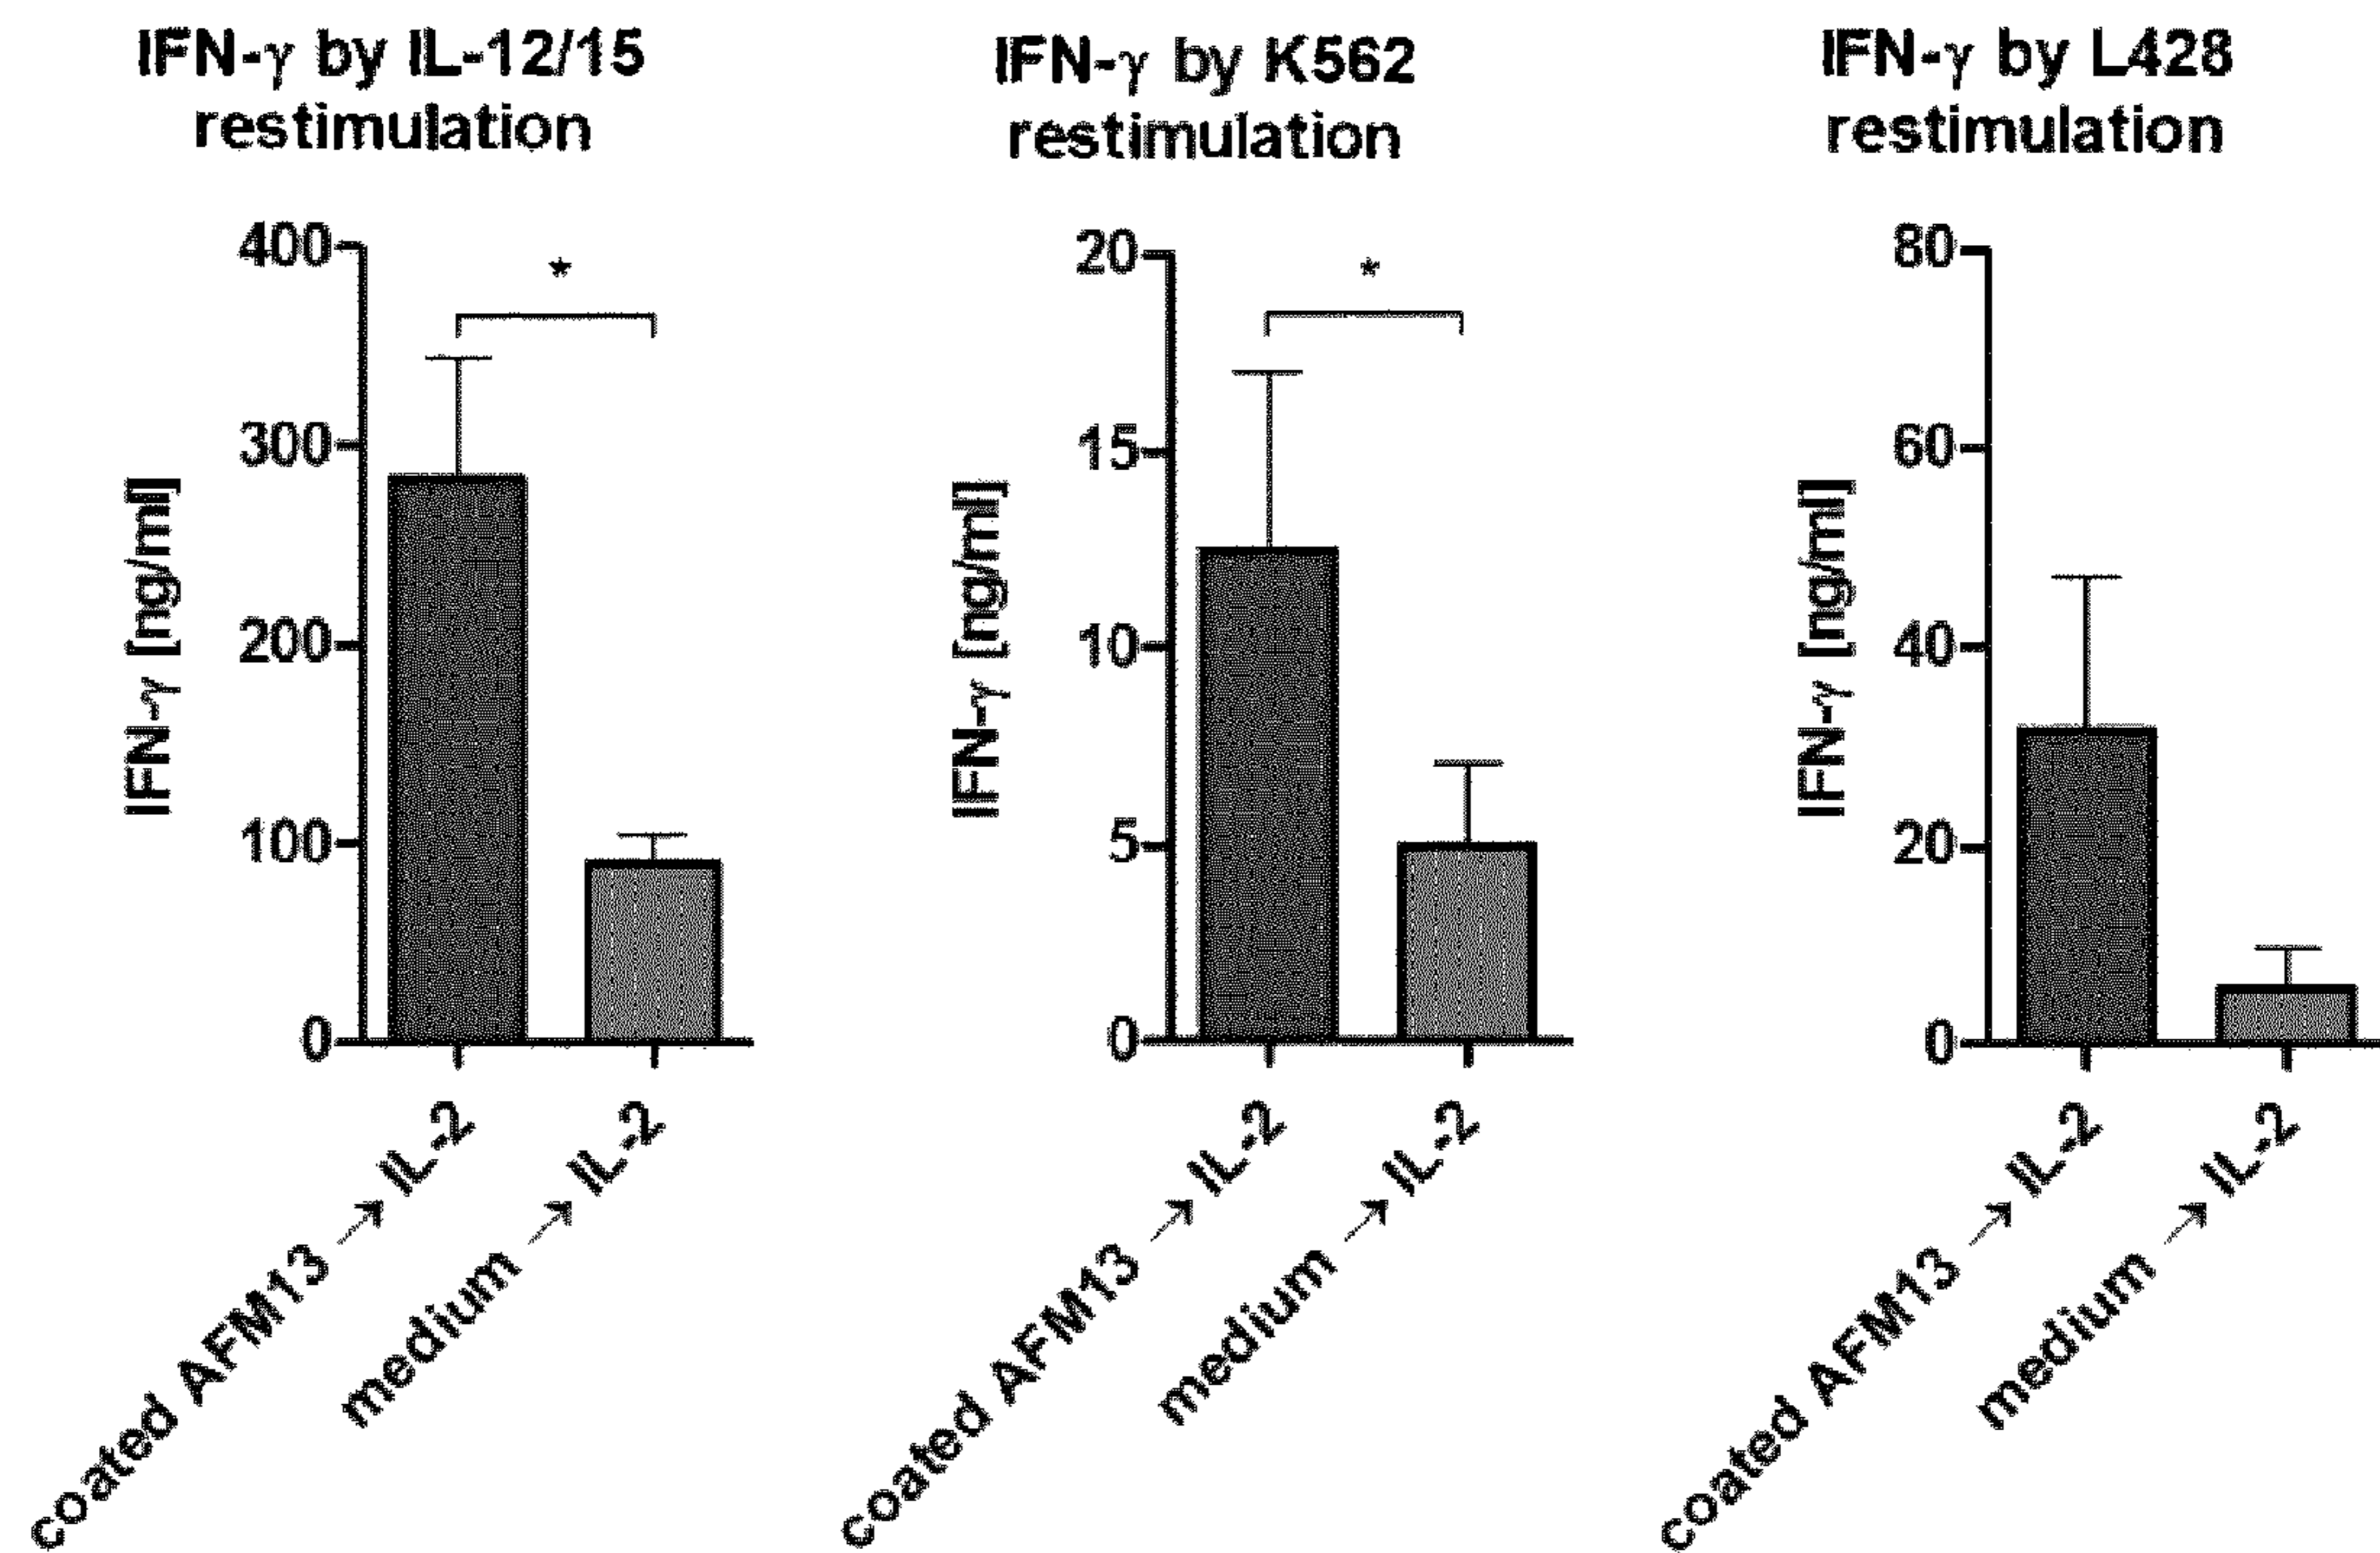 IFN-γ by IL-12/15
restimulation
IFN-γ [ng/ml]
400
300
200
100
0
*
coated AFM13 → IL-2
medium → IL-2
IFN-γ by K562
restimulation
IFN-γ [ng/ml]
20
15
10
5
0
*
coated AFM13 → IL-2
medium → IL-2
IFN-γ by L428
restimulation
IFN-γ [ng/ml]
80
60
40
20
0
coated AFM13 → IL-2
medium → IL-2